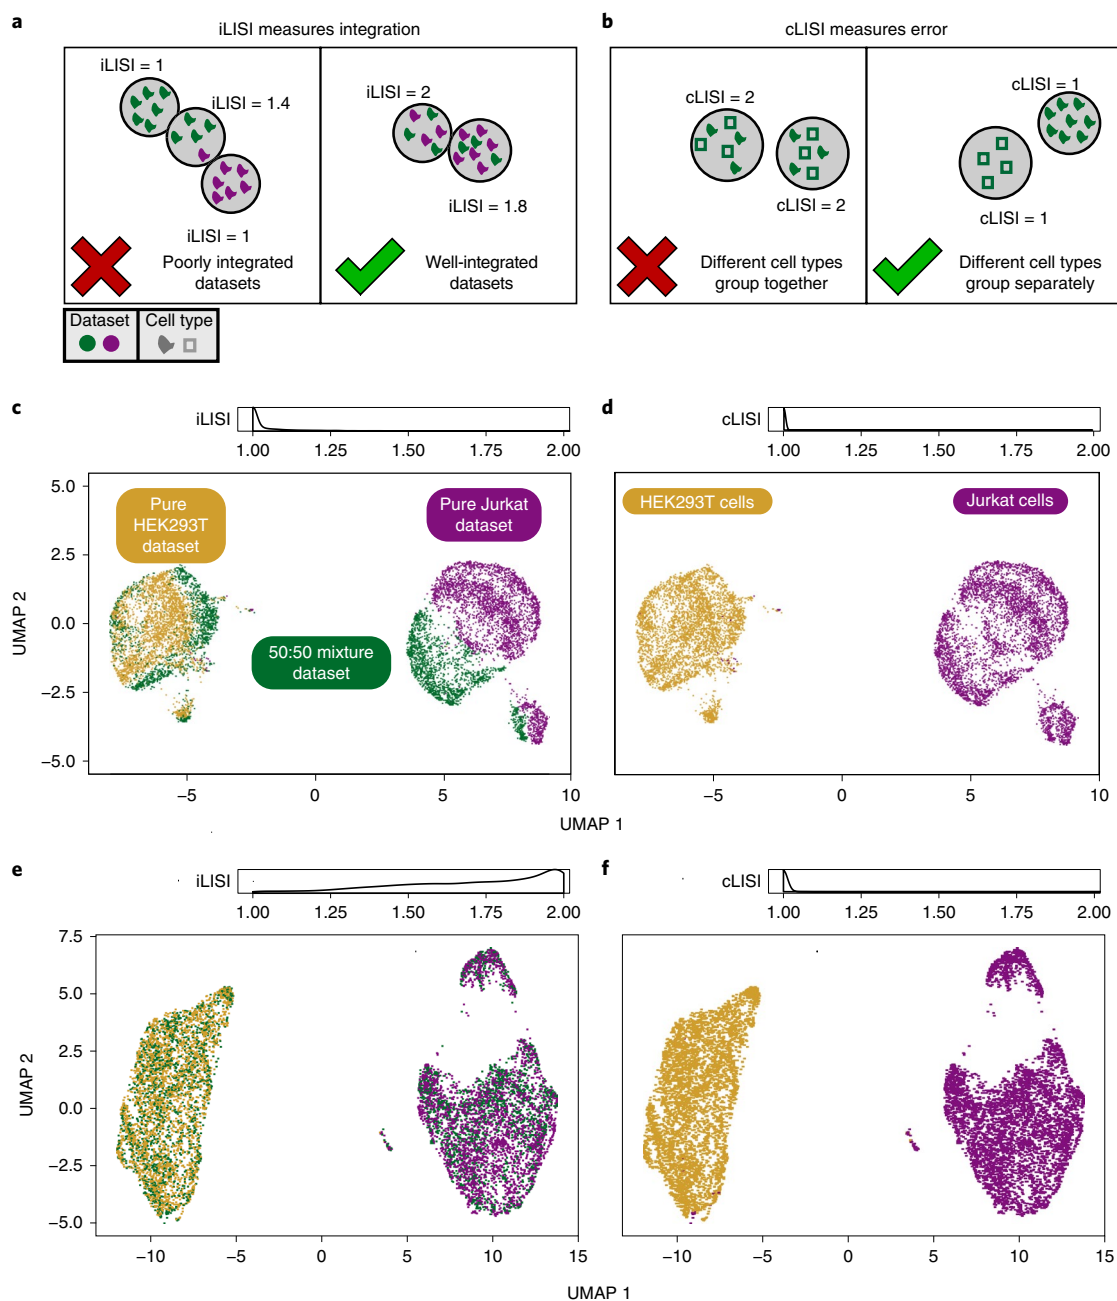 a
iLISI measures integration
iLISI = 1
iLISI = 1.4
iLISI = 1
Poorly integrated
datasets
iLISI = 2
iLISI = 1.8
Well-integrated
datasets
b
cLISI measures error
cLISI = 2
cLISI = 2
Different cell types
group together
cLISI = 1
cLISI = 1
Different cell types
group separately
Dataset
Cell type
c
iLISI
1.00 1.25 1.50 1.75 2.00
5.0
2.5
0.0
−2.5
−5.0
UMAP 2
Pure
HEK293T
dataset
Pure Jurkat
dataset
50:50 mixture
dataset
−5 0 5 10
d
cLISI
1.00 1.25 1.50 1.75 2.00
HEK293T cells
Jurkat cells
−5 0 5 10
UMAP 1
e
iLISI
1.00 1.25 1.50 1.75 2.00
7.5
5.0
2.5
0.0
−2.5
−5.0
UMAP 2
−10 −5 0 5 10 15
f
cLISI
1.00 1.25 1.50 1.75 2.00
−10 −5 0 5 10 15
UMAP 1